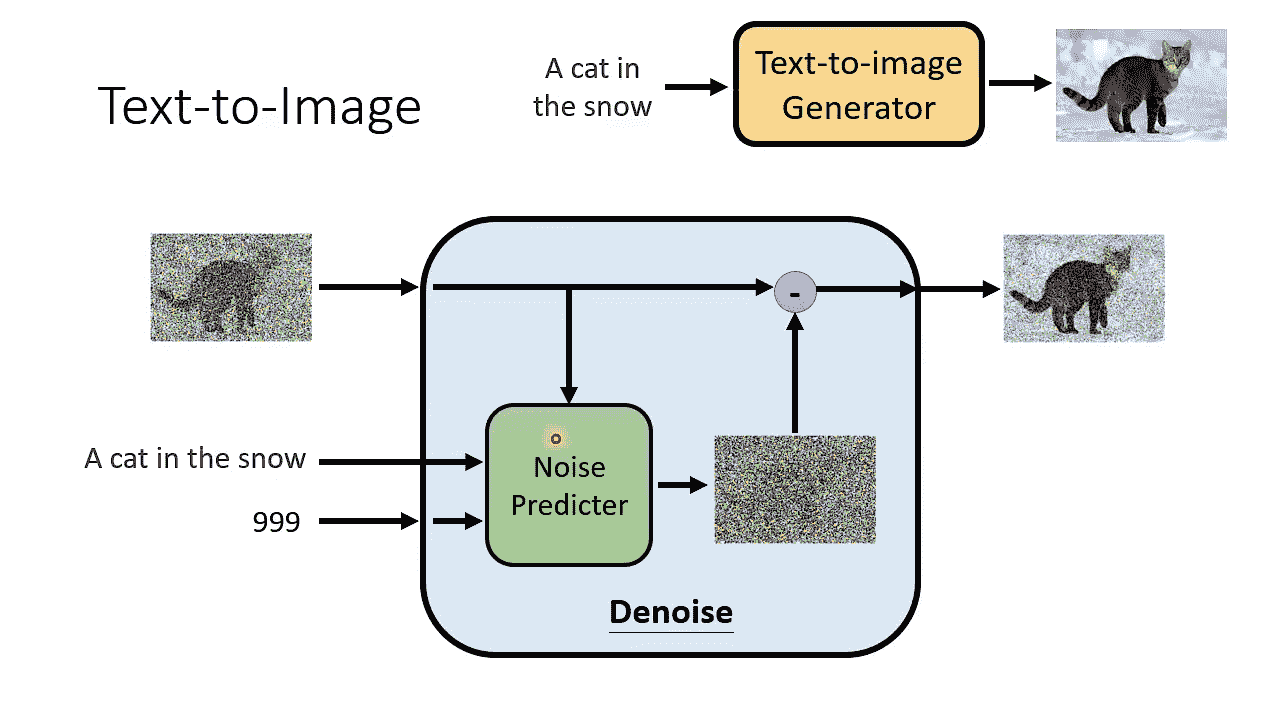 Text-to-Image
A cat in
the snow
Text-to-image
Generator
-
A cat in the snow
999
Noise
Predicter
Denoise